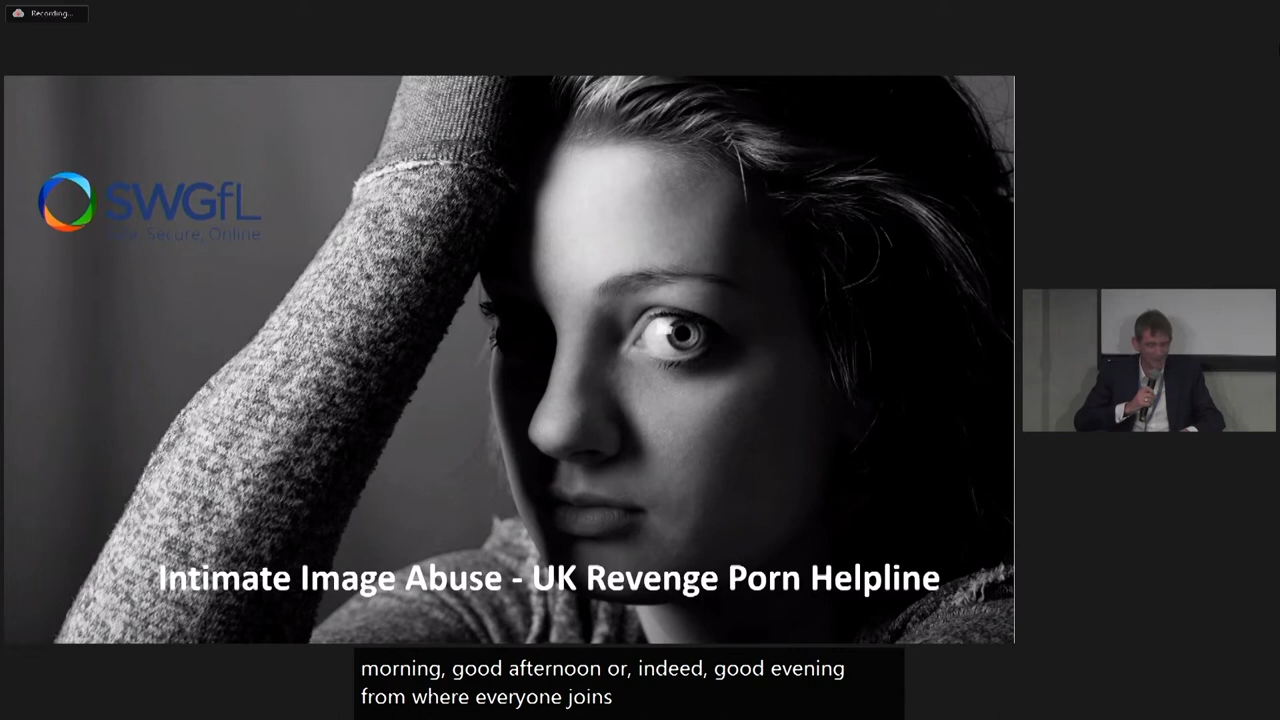 Recording...
SWGfL
Safe, Secure, Online
Intimate Image Abuse - UK Revenge Porn Helpline
morning, good afternoon or, indeed, good evening
from where everyone joins